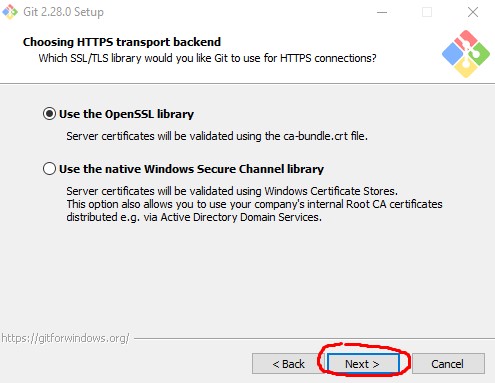 Git 2.28.0 Setup
Choosing HTTPS transport backend
Which SSL/TLS library would you like Git to use for HTTPS connections?
Use the OpenSSL library
Server certificates will be validated using the ca-bundle.crt file.
Use the native Windows Secure Channel library
Server certificates will be validated using Windows Certificate Stores.
This option also allows you to use your company's internal Root CA certificates
distributed e.g. via Active Directory Domain Services.
https://gitforwindows.org/
< Back
Next >
Cancel